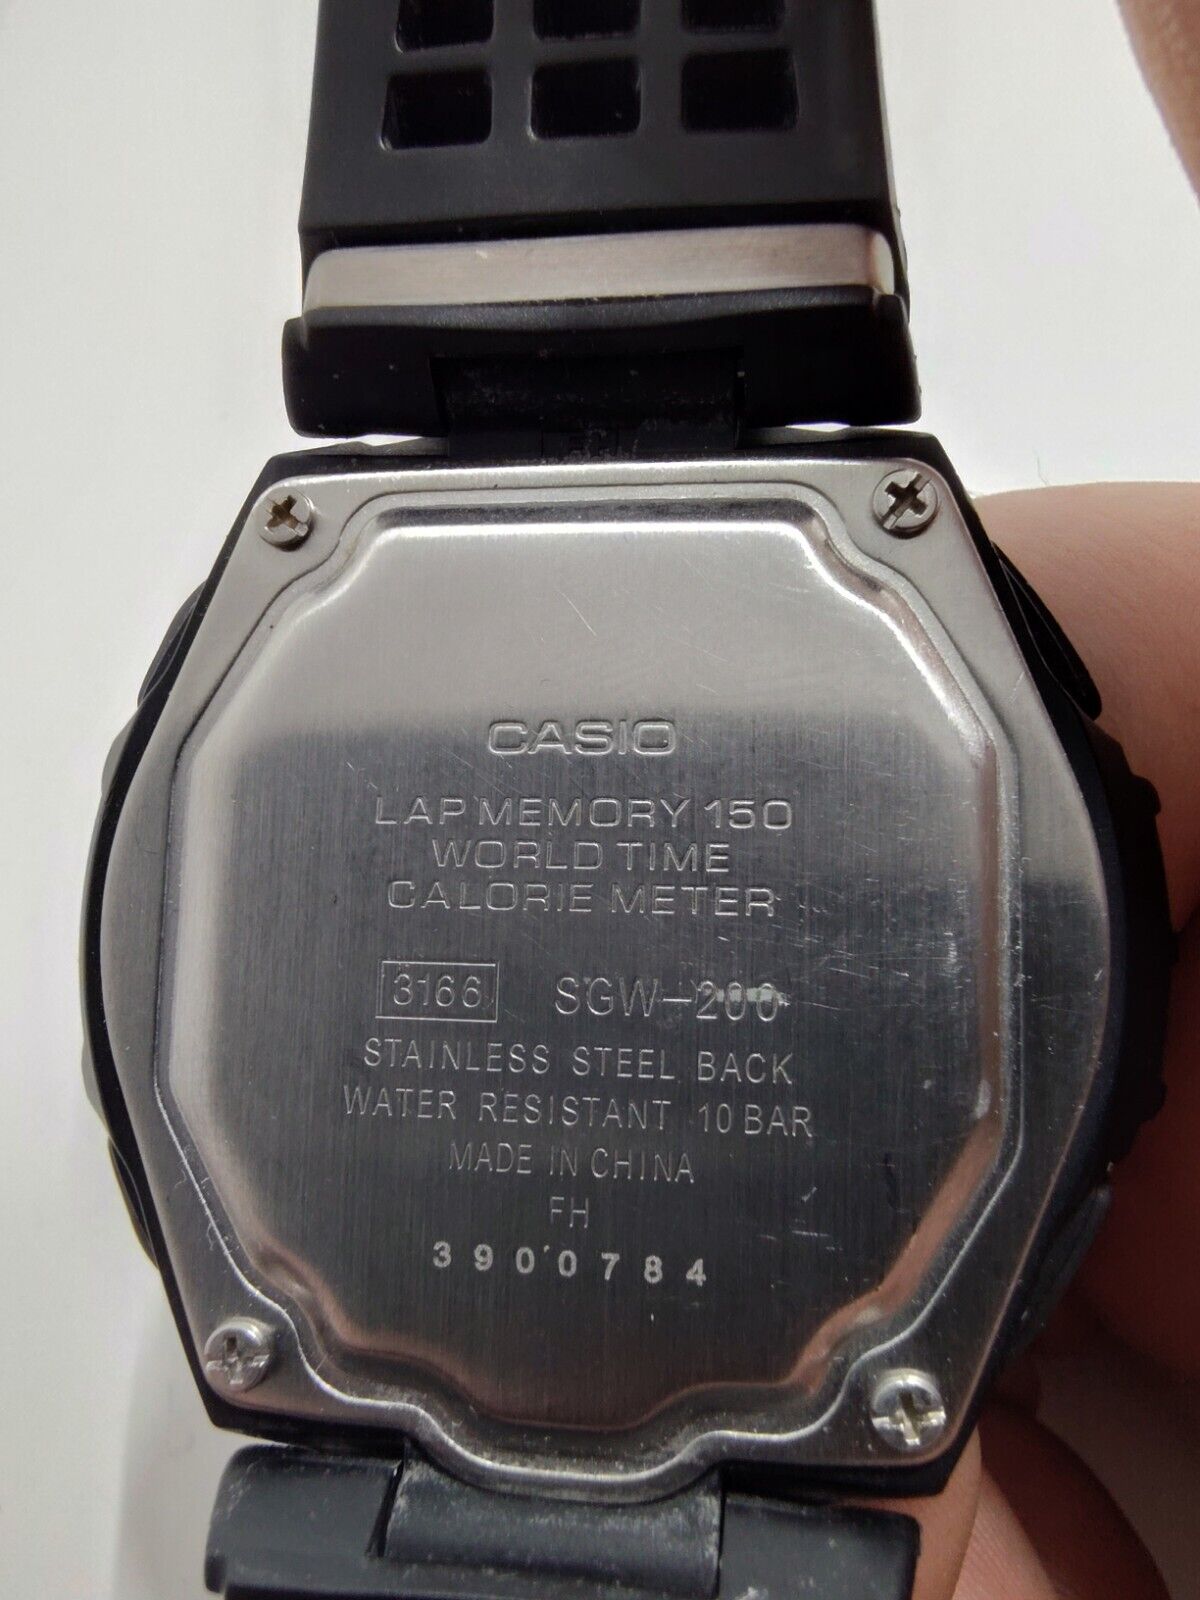 CASIO
LAP MEMORY 150
WORLD TIME
CALORIE METER
3166 SGW-200
STAINLESS STEEL BACK
WATER RESISTANT 10 BAR
MADE IN CHINA
FH
3900784